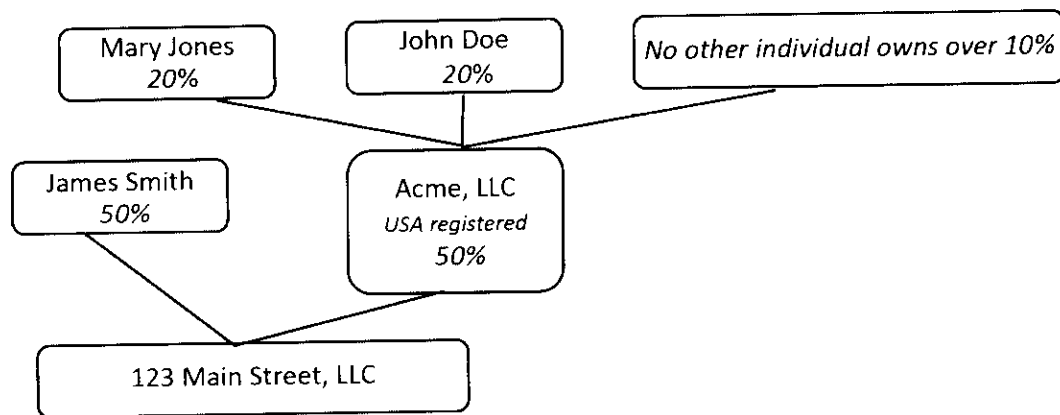 Mary Jones
20%
John Doe
20%
No other individual owns over 10%
James Smith
50%
Acme, LLC
USA registered
50%
123 Main Street, LLC